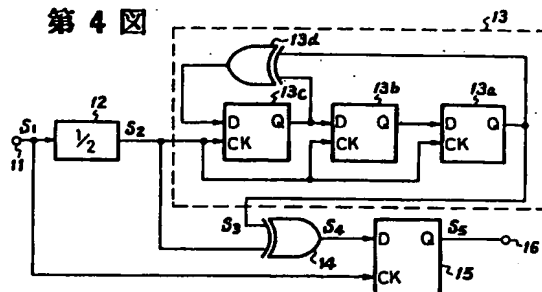 第4図
13
13d
13c
13b
13a
D Q
CK
D Q
CK
D Q
CK
12
S1
1/2
S2
11
S3
S4
14
D Q
CK
S5
16
15